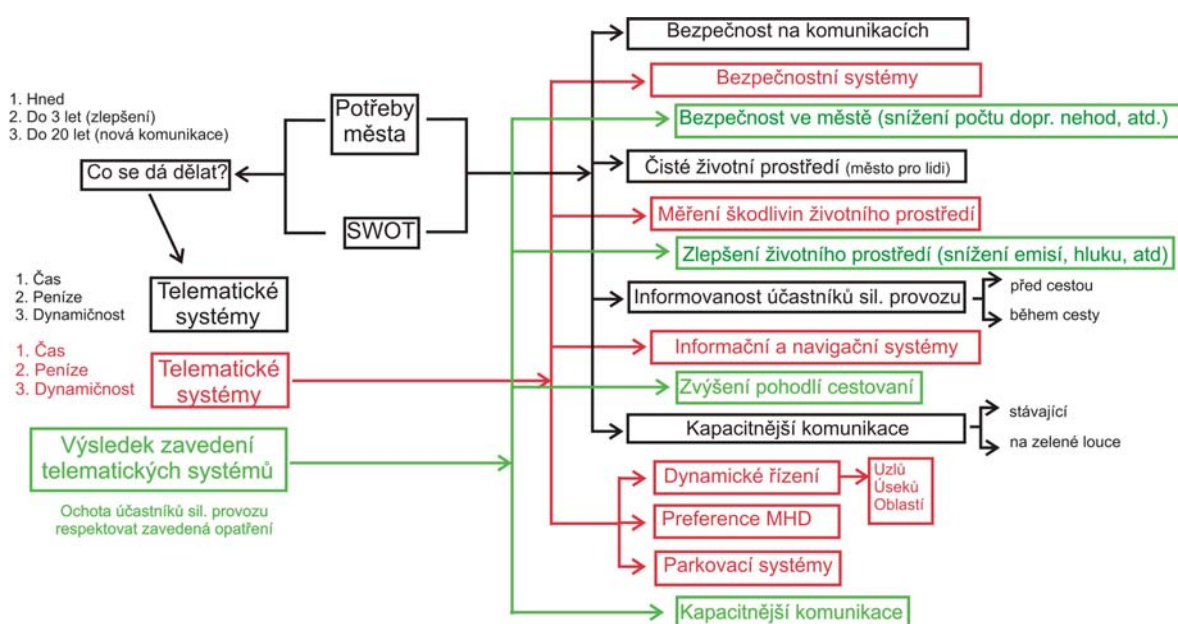 Bezpečnost na komunikacích
Bezpečnostní systémy
Bezpečnost ve městě (snížení počtu dopr. nehod, atd.)
1. Hned
2. Do 3 let (zlepšení)
3. Do 20 let (nová komunikace)
Potřeby
města
Co se dá dělat?
SWOT
Čisté životní prostředí (město pro lidi)
Měření škodlivin životního prostředí
Zlepšení životního prostředí (snížení emisí, hluku, atd)
1. Čas
2. Peníze
3. Dynamičnost
Telematické
systémy
Informovanost účastníků sil. provozu
před cestou
během cesty
1. Čas
2. Peníze
3. Dynamičnost
Telematické
systémy
Informační a navigační systémy
Zvýšení pohodlí cestovaní
Výsledek zavedení
telematických systémů
Ochota účastníků sil. provozu
respektovat zavedená opatření
Kapacitnější komunikace
stávající
na zelené louce
Dynamické řízení
Uzlů
Úseků
Oblastí
Preference MHD
Parkovací systémy
Kapacitnější komunikace